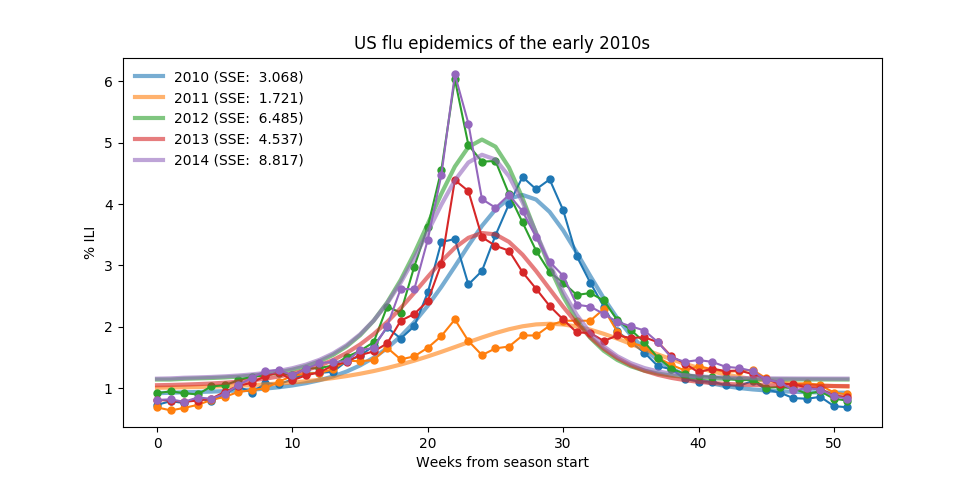 US flu epidemics of the early 2010s
2010 (SSE: 3.068)
2011 (SSE: 1.721)
2012 (SSE: 6.485)
2013 (SSE: 4.537)
2014 (SSE: 8.817)
% ILI
6
5
4
3
2
1
0 10 20 30 40 50
Weeks from season start